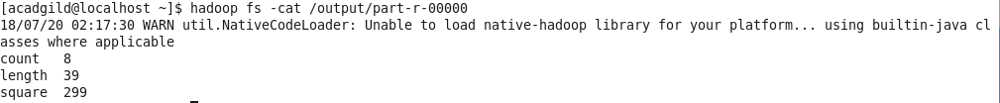 [acadgild@localhost ~]$ hadoop fs -cat /output/part-r-00000
18/07/20 02:17:30 WARN util.NativeCodeLoader: Unable to load native-hadoop library for your platform... using builtin-java cl
asses where applicable
count   8
length  39
square  299